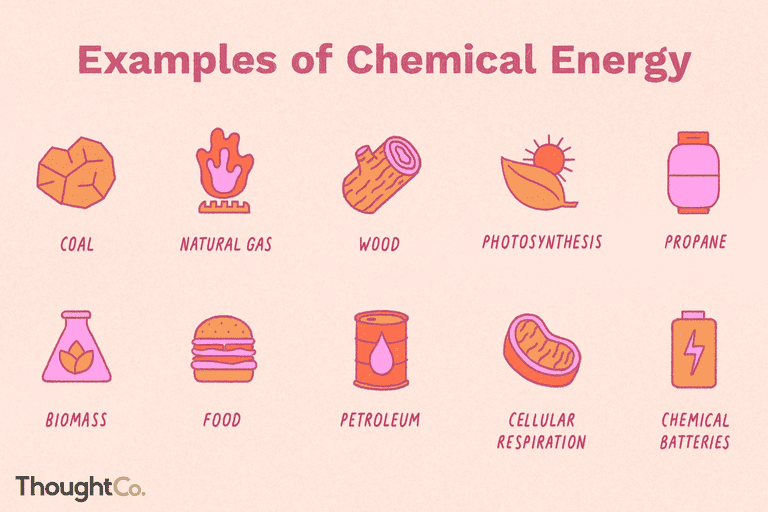 Examples of Chemical Energy
COAL
NATURAL GAS
WOOD
PHOTOSYNTHESIS
PROPANE
BIOMASS
FOOD
PETROLEUM
CELLULAR
RESPIRATION
CHEMICAL
BATTERIES
ThoughtCo.